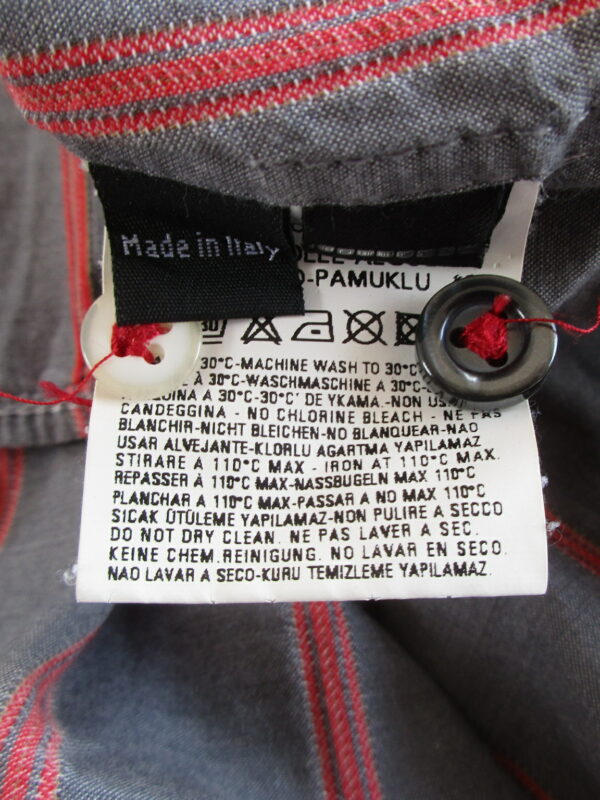 Made in Italy
-PAMUKLU
30°C-MACHINE WASH TO 30°C
À 30°C-WASCHMASCHINE A 30°C-
A 30°C-30°C' DE YKAMA.-NON USAR
CANDEGGINA - NO CHLORINE BLEACH - NE PAS
BLANCHIR-NICHT BLEICHEN-NO BLANQUEAR-NAO
USAR ALVEJANTE-KLORLU AGARTMA YAPILAMAZ
STIRARE A 110°C MAX - IRON AT 110°C MAX.
REPASSER À 110°C MAX-NASSBUGELN MAX 110°C
PLANCHAR A 110°C MAX-PASSAR A NO MAX 110°C
SICAK ÜTÜLEME YAPILAMAZ-NON PULIRE A SECCO
DO NOT DRY CLEAN. NE PAS LAVER A SEC.
KEINE CHEM.REINIGUNG. NO LAVAR EN SECO.
NAO LAVAR A SECO-KURU TEMIZLEME YAPILAMAZ.